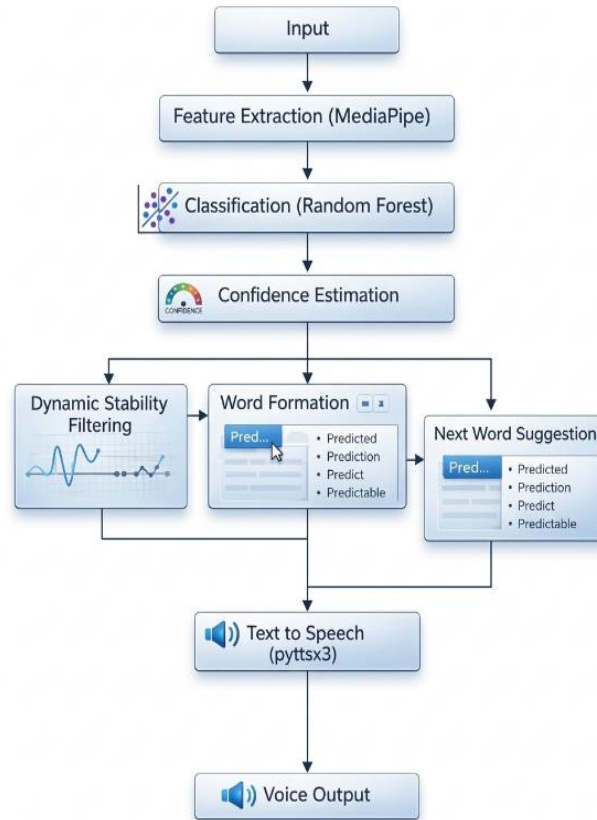 Input
Feature Extraction (MediaPipe)
Classification (Random Forest)
CONFIDENCE
Confidence Estimation
Dynamic Stability
Filtering
Word Formation
Pred...
• Predicted
• Prediction
• Predict
• Predictable
Next Word Suggestion
Pred...
• Predicted
• Prediction
• Predict
• Predictable
Text to Speech
(pyttsx3)
Voice Output